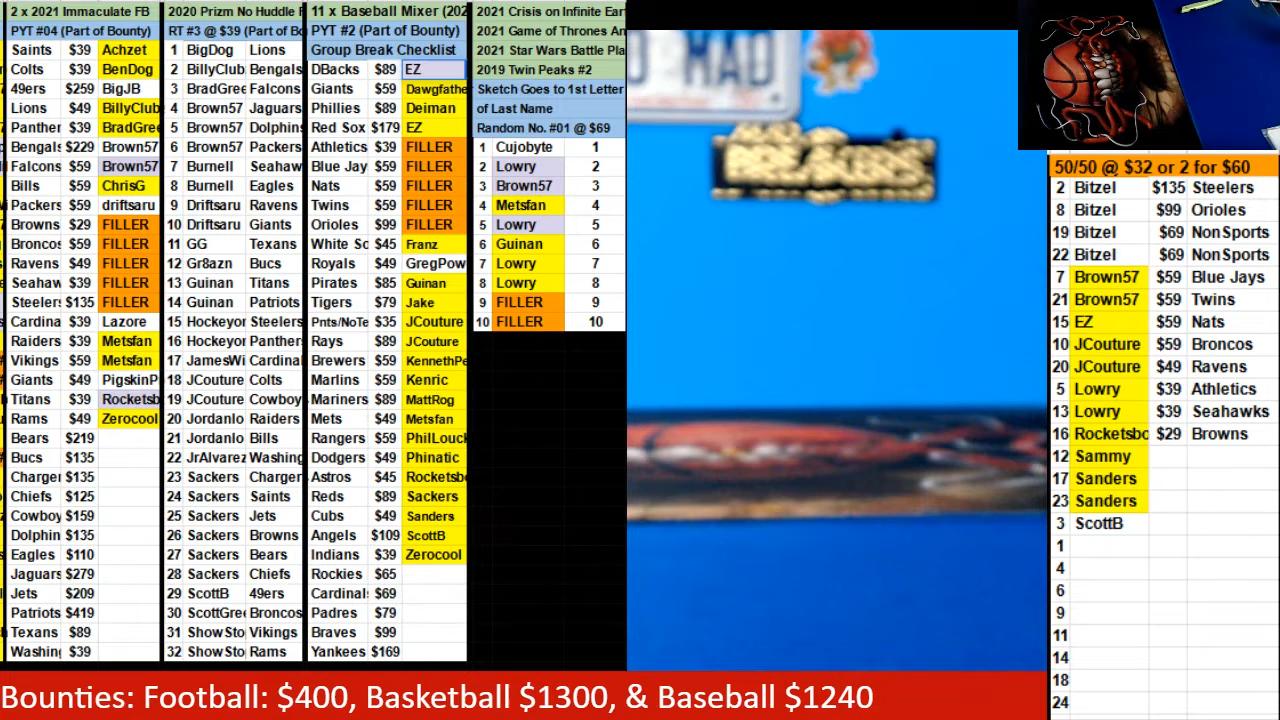 2 x 2021 Immaculate FB
PYT #04 (Part of Bounty)
Saints $39 Achzet
Colts $39 BenDog
49ers $259 BigJB
Lions $49 BillyClub
Panther $39 BradGree
Bengals $229 Brown57
Falcons $59 Brown57
Bills $59 ChrisG
Packers $59 driftsaru
Browns $29 FILLER
Broncos $59 FILLER
Ravens $49 FILLER
Seahaw $39 FILLER
Steelers $135 FILLER
Cardina $39 Lazore
Raiders $39 Metsfan
Vikings $59 Metsfan
Giants $49 PigskinP
Titans $39 Rocketsb
Rams $49 Zerocool
Bears $219
Bucs $135
Charger $135
Chiefs $125
Cowboy $159
Dolphin $135
Eagles $110
Jaguars $279
Jets $209
Patriots $419
Texans $89
Washing $39
2020 Prizm No Huddle F
RT #3 @ $39 (Part of Bo
1 BigDog Lions
2 BillyClub Bengals
3 BradGree Falcons
4 Brown57 Jaguars
5 Brown57 Dolphins
6 Brown57 Packers
7 Burnell Seahaw
8 Burnell Eagles
9 Driftsaru Ravens
10 Driftsaru Giants
11 GG Texans
12 Gr8azn Bucs
13 Guinan Titans
14 Guinan Patriots
15 Hockeyor Steelers
16 Hockeyor Panthers
17 JamesWi Cardinal
18 JCouture Colts
19 JCouture Cowboy
20 Jordanlo Raiders
21 Jordanlo Bills
22 JrAlvarez Washing
23 Sackers Charger
24 Sackers Saints
25 Sackers Jets
26 Sackers Browns
27 Sackers Bears
28 Sackers Chiefs
29 ScottB 49ers
30 ScottGre Broncos
31 ShowSto Vikings
32 ShowSto Rams
11 x Baseball Mixer (202
PYT #2 (Part of Bounty)
Group Break Checklist
DBacks $89 EZ
Giants $59 Dawgfathe
Phillies $89 Deiman
Red Sox $179 EZ
Athletics $39 FILLER
Blue Jay $59 FILLER
Nats $59 FILLER
Twins $59 FILLER
Orioles $99 FILLER
White Sc $45 Franz
Royals $49 GregPow
Pirates $85 Guinan
Tigers $79 Jake
Pnts/NoTe $35 JCouture
Rays $89 JCouture
Brewers $59 KennethPe
Marlins $59 Kenric
Mariners $89 MattRog
Mets $49 Metsfan
Rangers $59 PhilLouck
Dodgers $49 Phinatic
Astros $45 Rocketsbo
Reds $89 Sackers
Cubs $49 Sanders
Angels $109 ScottB
Indians $39 Zerocool
Rockies $65
Cardinal $69
Padres $79
Braves $99
Yankees $169
2021 Crisis on Infinite Eart
2021 Game of Thrones An
2021 Star Wars Battle Pla
2019 Twin Peaks #2
Sketch Goes to 1st Letter
of Last Name
Random No. #01 @ $69
1 Cujobyte 1
2 Lowry 2
3 Brown57 3
4 Metsfan 4
5 Lowry 5
6 Guinan 6
7 Lowry 7
8 Lowry 8
9 FILLER 9
10 FILLER 10
MAD
BREAKERS
50/50 @ $32 or 2 for $60
2 Bitzel $135 Steelers
8 Bitzel $99 Orioles
19 Bitzel $69 NonSports
22 Bitzel $69 NonSports
7 Brown57 $59 Blue Jays
21 Brown57 $59 Twins
15 EZ $59 Nats
10 JCouture $59 Broncos
20 JCouture $49 Ravens
5 Lowry $39 Athletics
13 Lowry $39 Seahawks
16 Rocketsbo $29 Browns
12 Sammy
17 Sanders
23 Sanders
3 ScottB
1
4
6
9
11
14
18
24
Bounties: Football: $400, Basketball $1300, & Baseball $1240